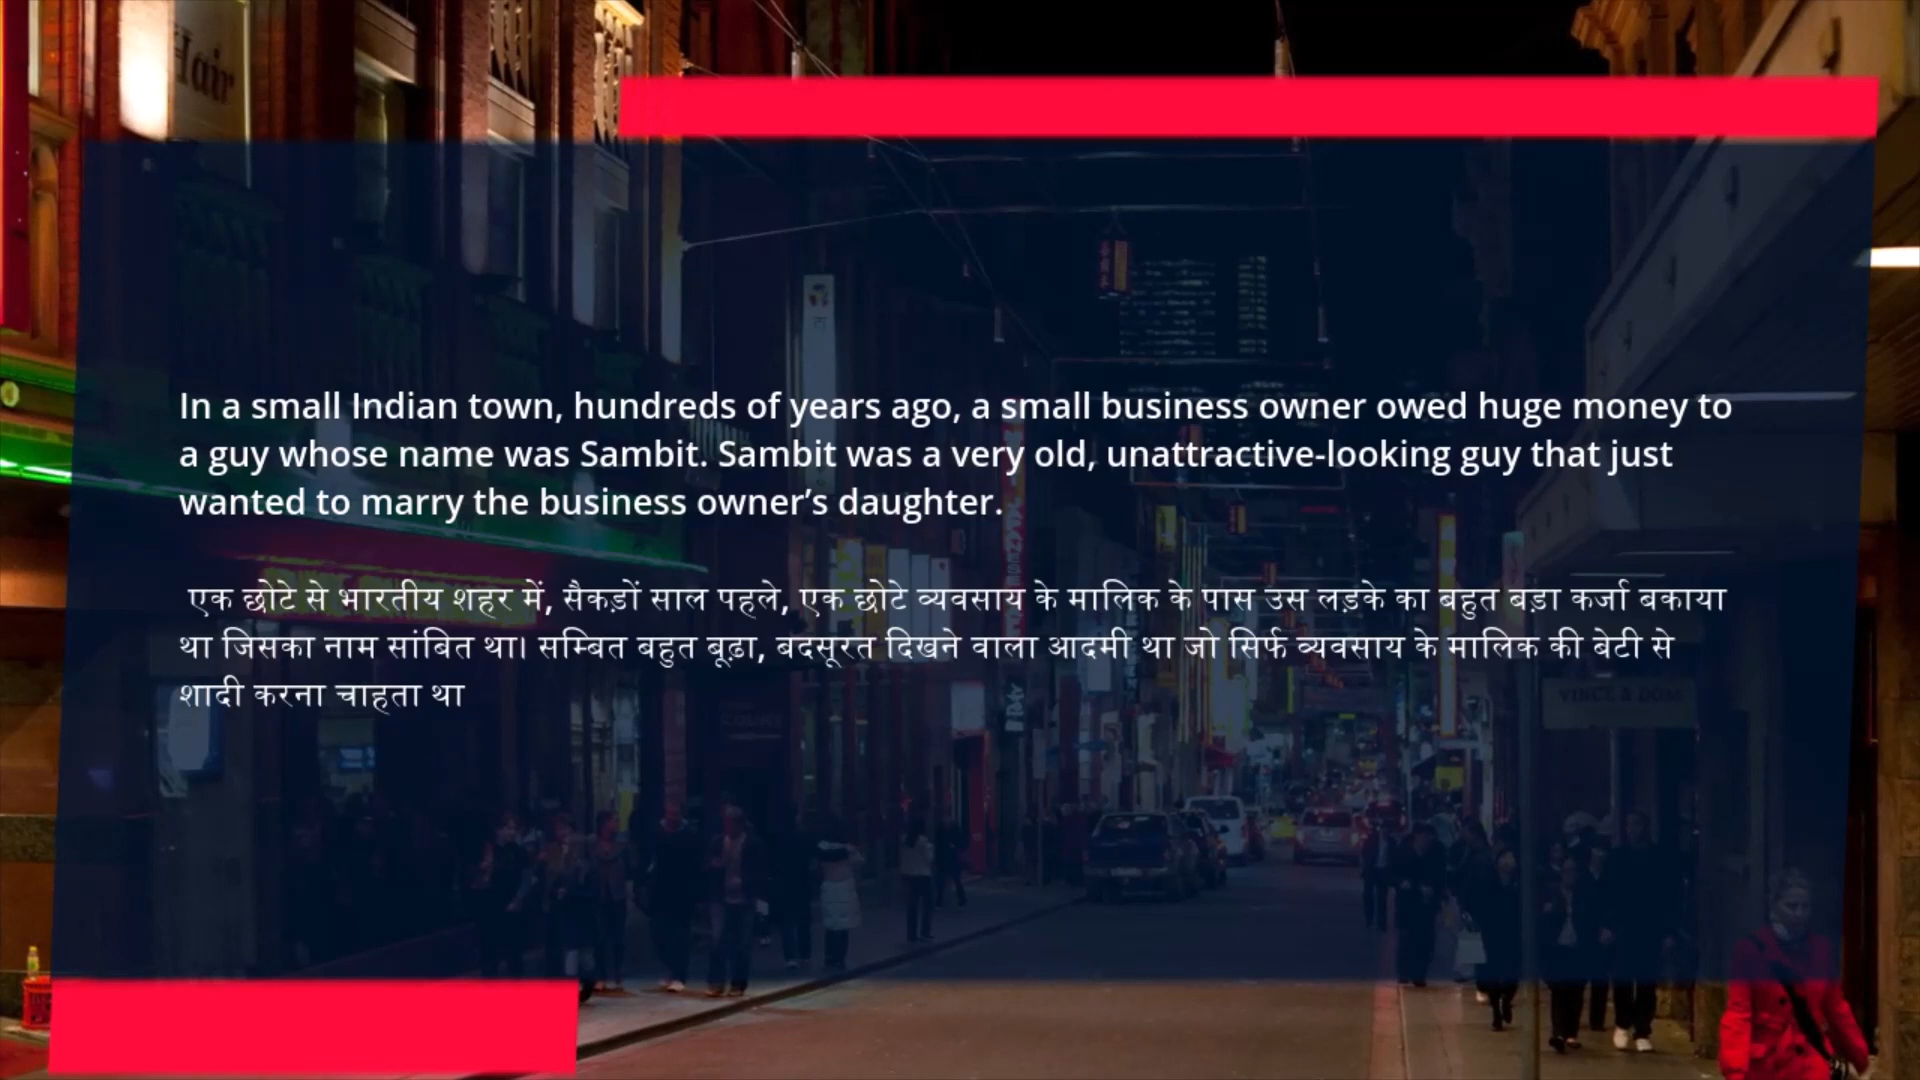 Hair
In a small Indian town, hundreds of years ago, a small business owner owed huge money to
a guy whose name was Sambit. Sambit was a very old, unattractive-looking guy that just
wanted to marry the business owner’s daughter.
एक छोटे से भारतीय शहर में, सैकड़ों साल पहले, एक छोटे व्यवसाय के मालिक के पास उस लड़के का बहुत बड़ा कर्जा बकाया
था जिसका नाम सांबित था। सम्बित बहुत बूढ़ा, बदसूरत दिखने वाला आदमी था जो सिर्फ व्यवसाय के मालिक की बेटी से
शादी करना चाहता था